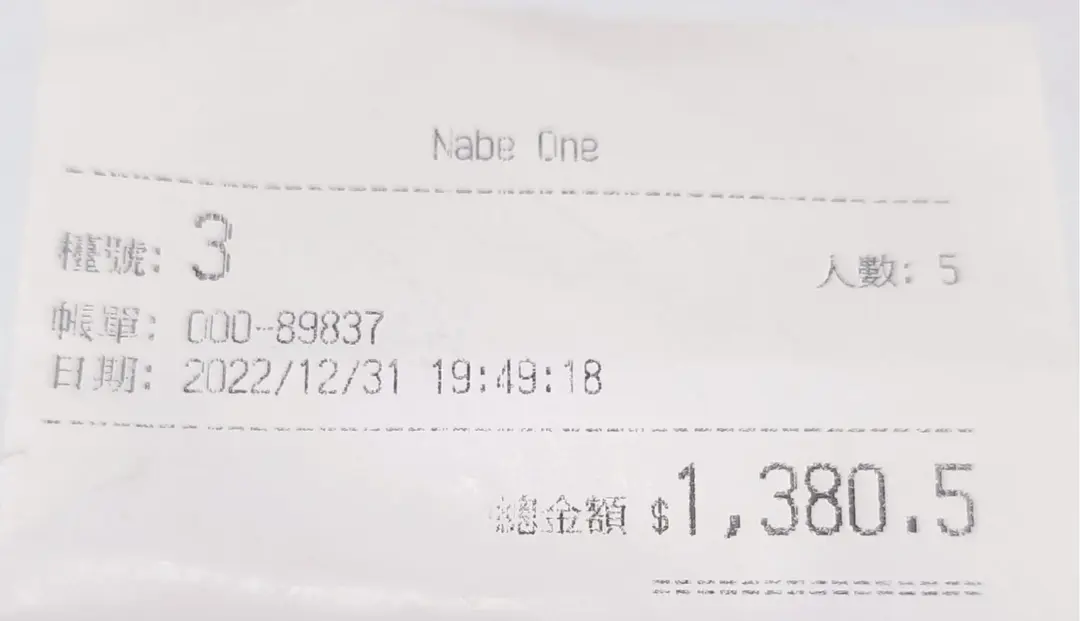 Nabe One
檯號: 3
人數: 5
帳單: 000-89837
日期: 2022/12/31 19:49:18
總金額 $1,380.5